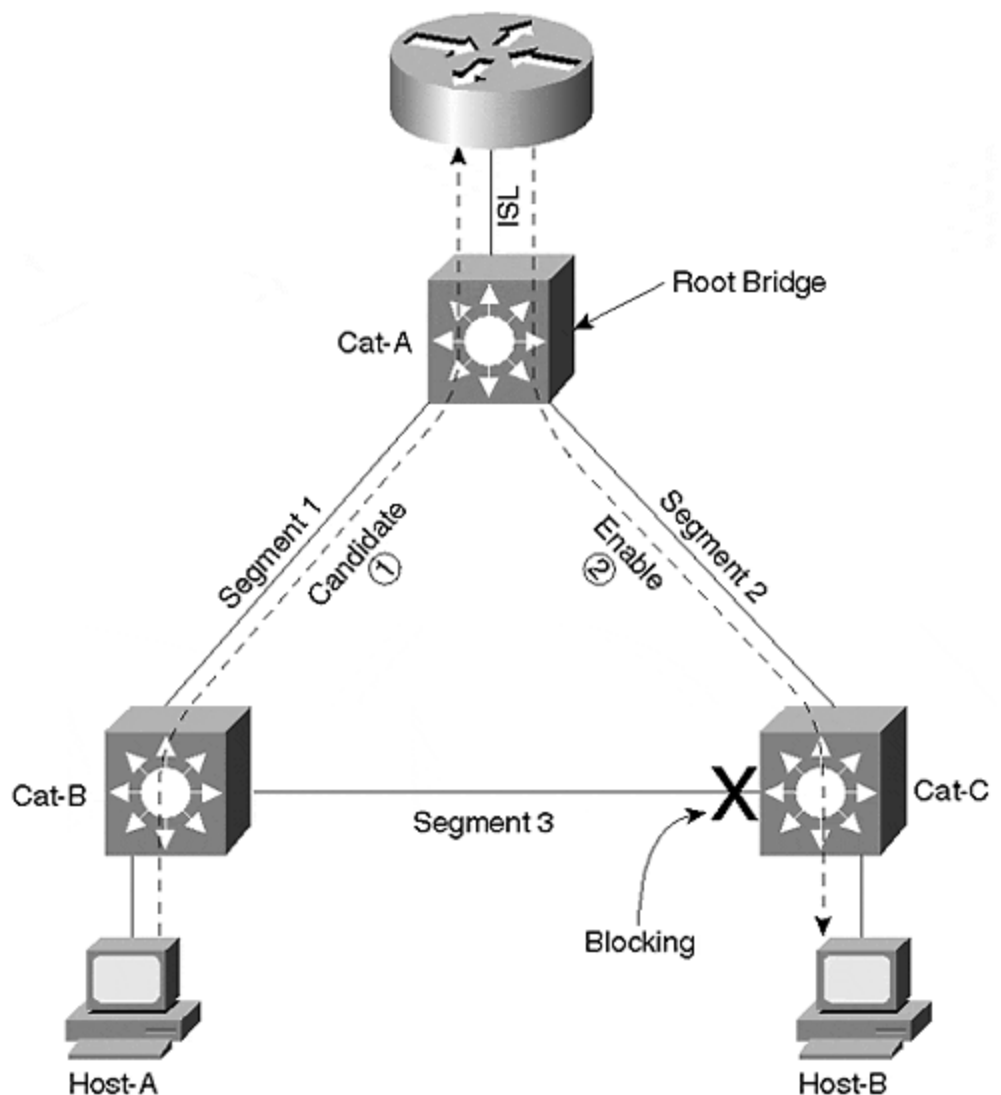 ISL
Root Bridge
Cat-A
Segment 1
Candidate
1
Enable
2
Segment 2
Cat-B
Segment 3
Cat-C
X
Blocking
Host-A
Host-B